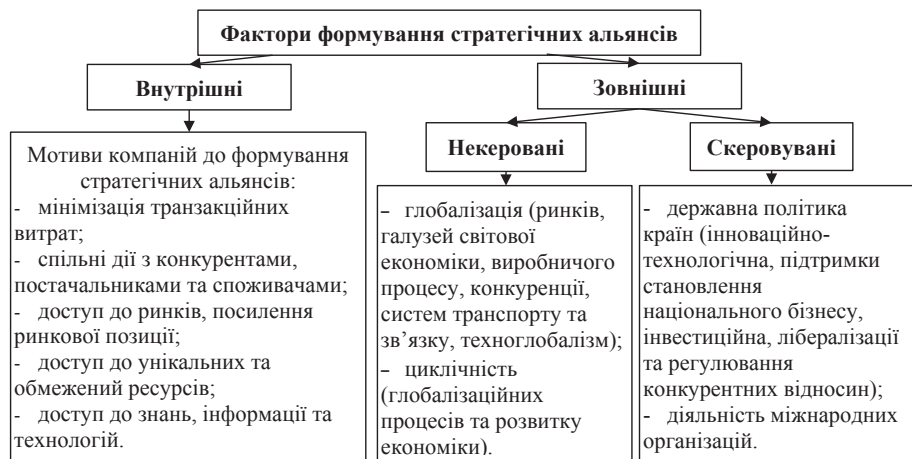 Фактори формування стратегічних альянсів
Внутрішні
Зовнішні
Мотиви компаній до формування
стратегічних альянсів:
- мінімізація транзакційних
витрат;
- спільні дії з конкурентами,
постачальниками та споживачами;
- доступ до ринків, посилення
ринкової позиції;
- доступ до унікальних та
обмежений ресурсів;
- доступ до знань, інформації та
технологій.
Некеровані
– глобалізація (ринків,
галузей світової
економіки, виробничого
процесу, конкуренції,
систем транспорту та
зв’язку, техноглобалізм);
– циклічність
(глобалізаційних
процесів та розвитку
економіки).
Скеровувані
- державна політика
країн (інноваційно-
технологічна, підтримки
становлення
національного бізнесу,
інвестиційна, лібералізації
та регулювання
конкурентних відносин);
- діяльність міжнародних
організацій.